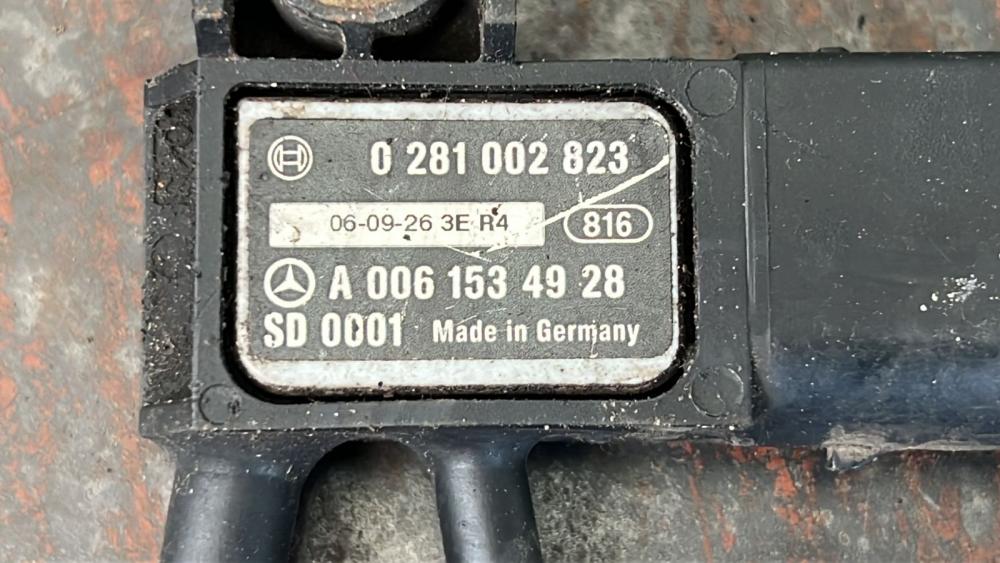 0 281 002 823
06-09-26 3E R4 816
A 006 153 49 28
SD 0001 Made in Germany